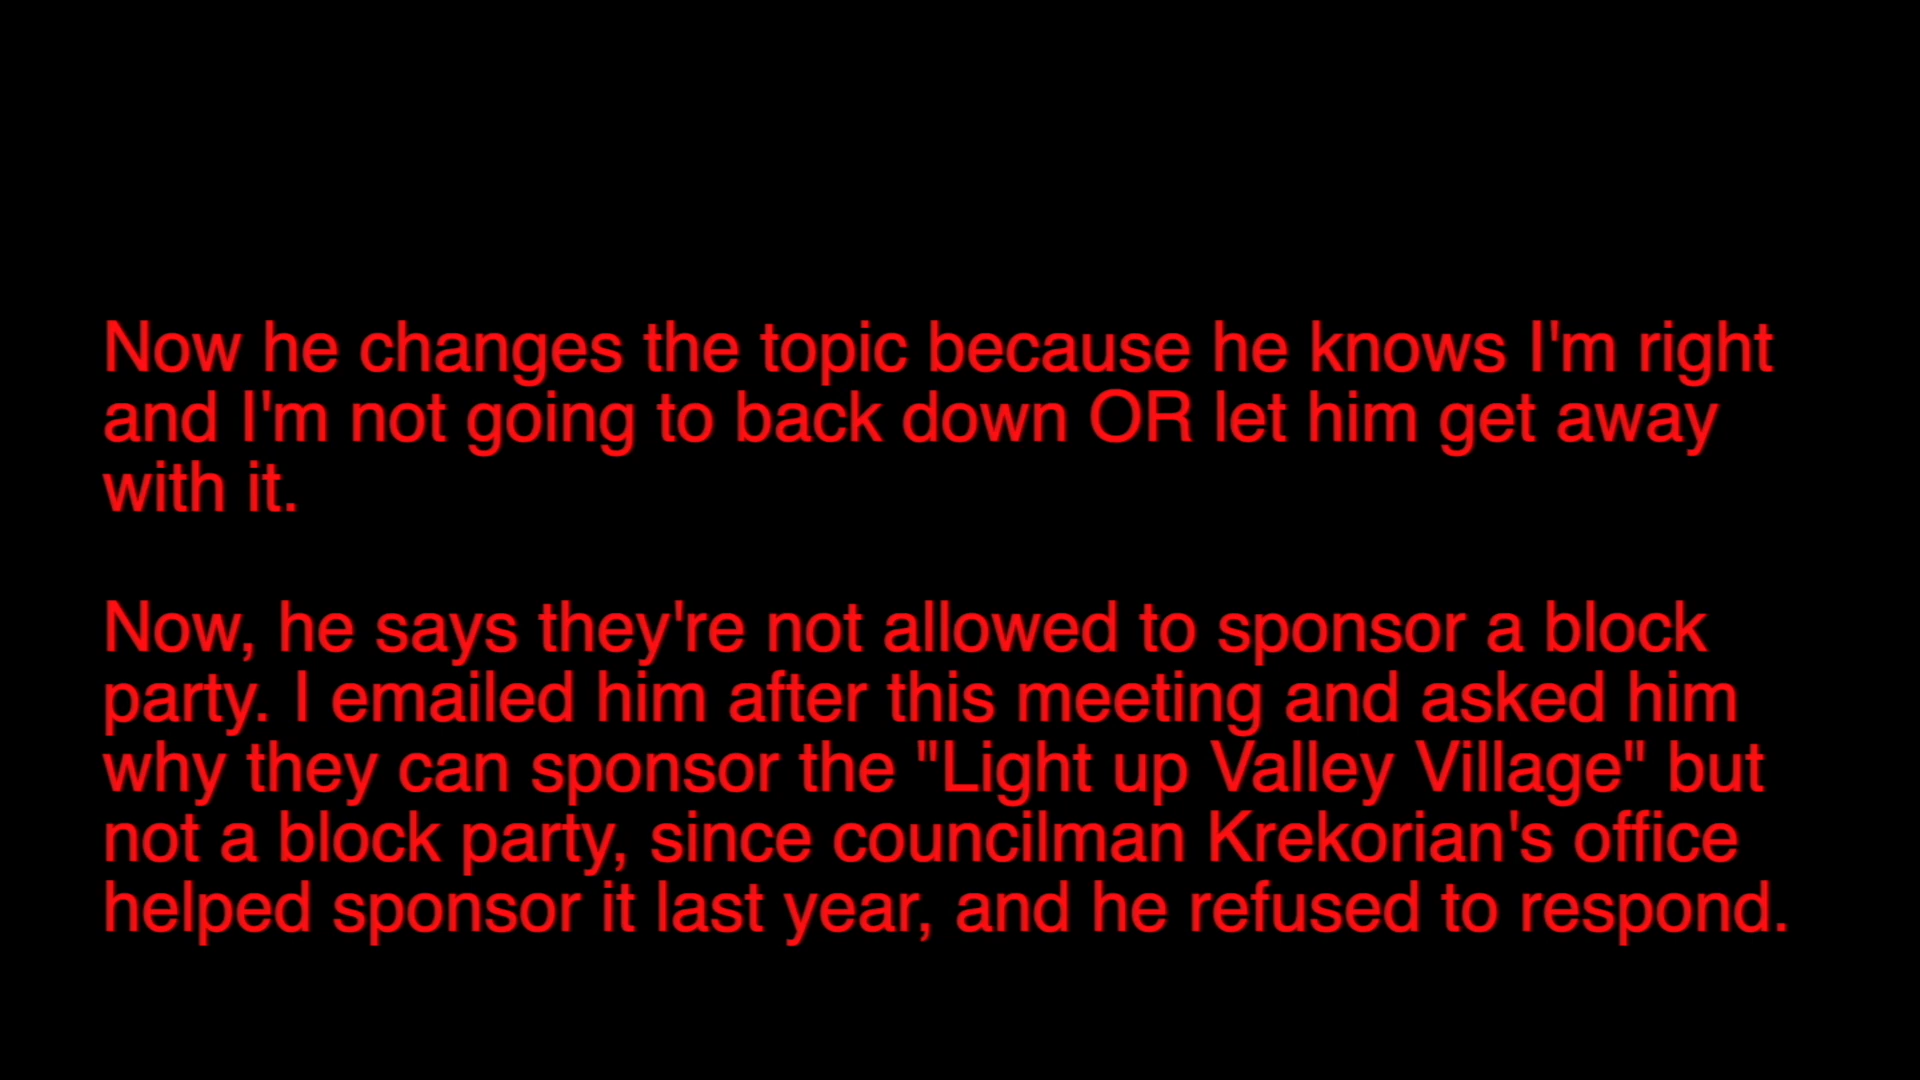 Now he changes the topic because he knows I'm right
and I'm not going to back down OR let him get away
with it.
Now, he says they're not allowed to sponsor a block
party. I emailed him after this meeting and asked him
why they can sponsor the "Light up Valley Village" but
not a block party, since councilman Krekorian's office
helped sponsor it last year, and he refused to respond.